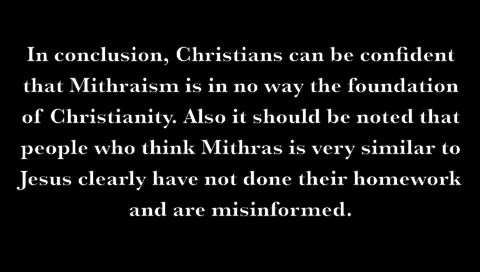 In conclusion, Christians can be confident
that Mithraism is in no way the foundation
of Christianity. Also it should be noted that
people who think Mithras is very similar to
Jesus clearly have not done their homework
and are misinformed.